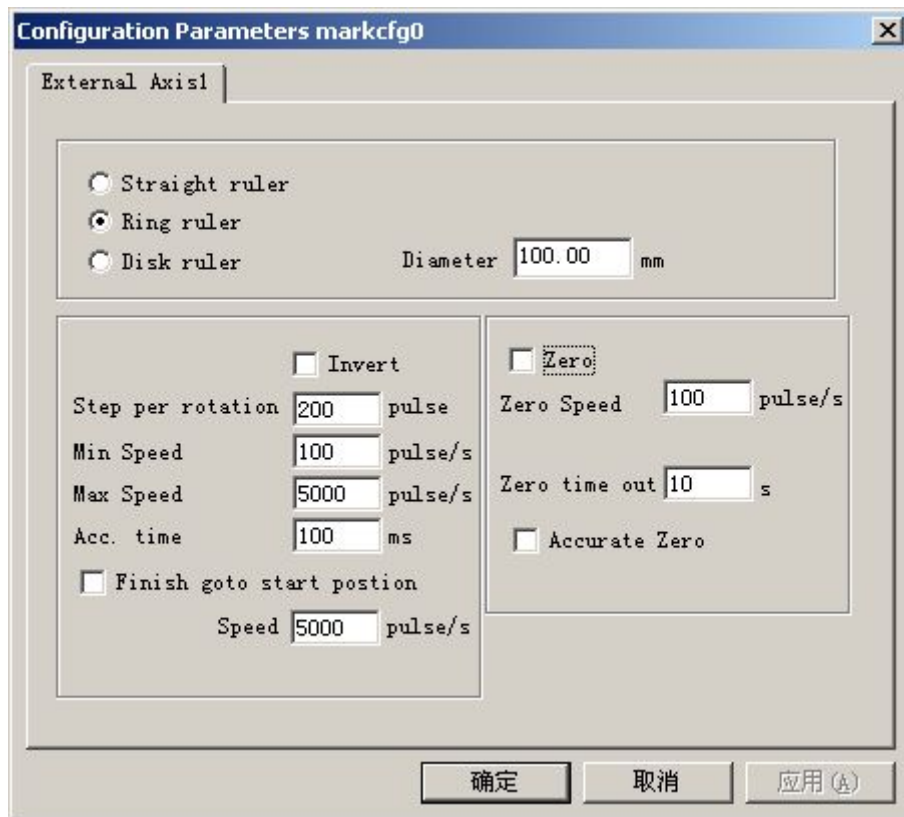 Configuration Parameters markcfg0
External Axis1
Straight ruler
Ring ruler
Disk ruler
Diameter 100.00 mm
Invert
Step per rotation 200 pulse
Min Speed 100 pulse/s
Max Speed 5000 pulse/s
Acc. time 100 ms
Finish goto start postion
Speed 5000 pulse/s
Zero
Zero Speed 100 pulse/s
Zero time out 10 s
Accurate Zero
确定 取消 应用(A)